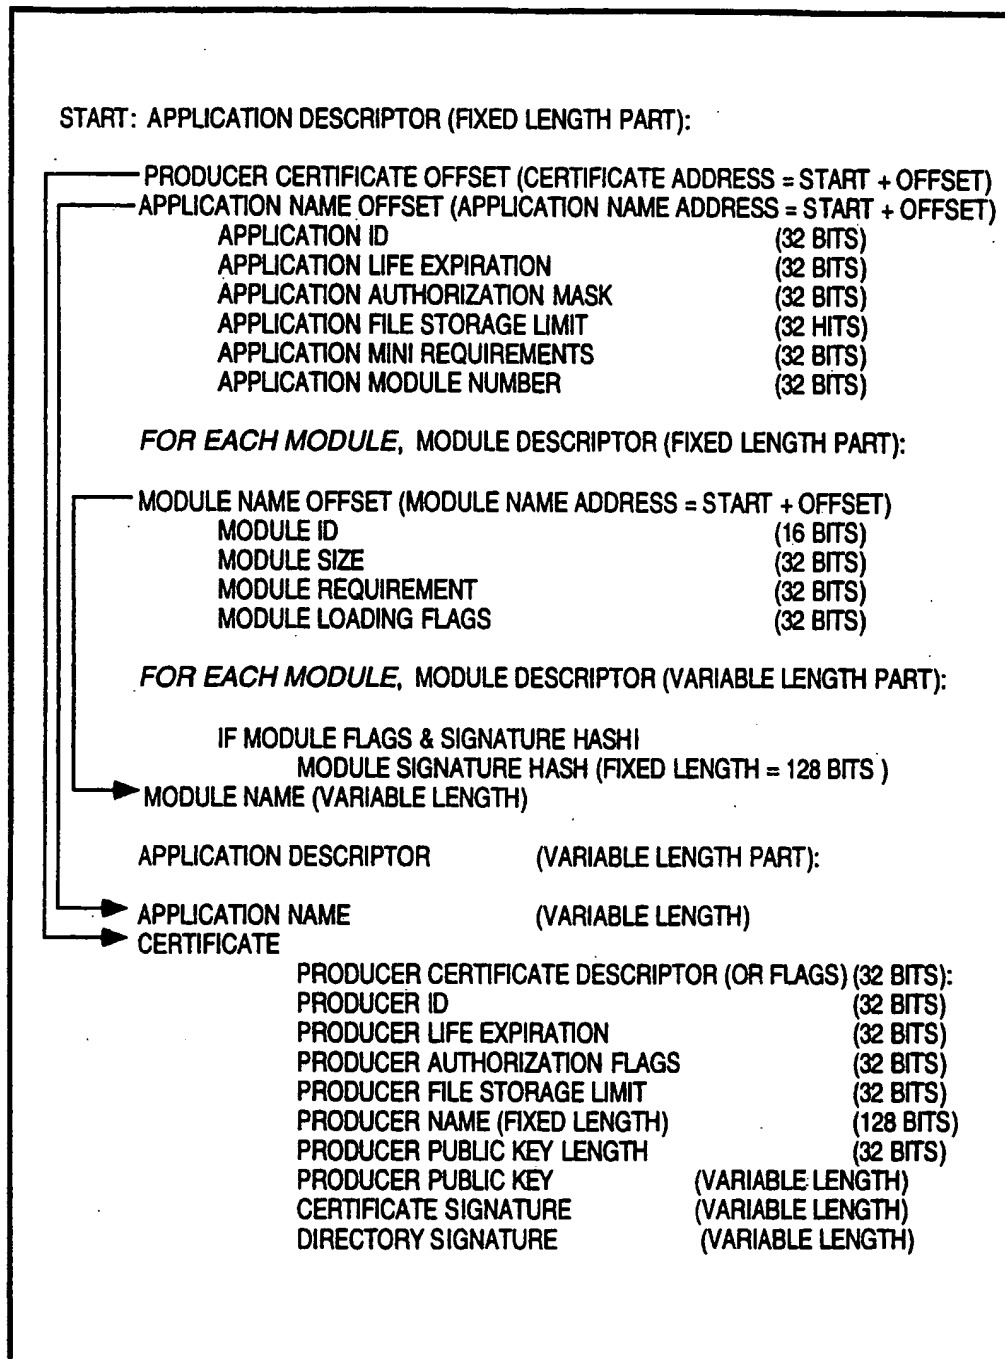 START: APPLICATION DESCRIPTOR (FIXED LENGTH PART):
PRODUCER CERTIFICATE OFFSET (CERTIFICATE ADDRESS = START + OFFSET)
APPLICATION NAME OFFSET (APPLICATION NAME ADDRESS = START + OFFSET)
APPLICATION ID (32 BITS)
APPLICATION LIFE EXPIRATION (32 BITS)
APPLICATION AUTHORIZATION MASK (32 BITS)
APPLICATION FILE STORAGE LIMIT (32 HITS)
APPLICATION MINI REQUIREMENTS (32 BITS)
APPLICATION MODULE NUMBER (32 BITS)
FOR EACH MODULE, MODULE DESCRIPTOR (FIXED LENGTH PART):
MODULE NAME OFFSET (MODULE NAME ADDRESS = START + OFFSET)
MODULE ID (16 BITS)
MODULE SIZE (32 BITS)
MODULE REQUIREMENT (32 BITS)
MODULE LOADING FLAGS (32 BITS)
FOR EACH MODULE, MODULE DESCRIPTOR (VARIABLE LENGTH PART):
IF MODULE FLAGS & SIGNATURE HASHI
MODULE SIGNATURE HASH (FIXED LENGTH = 128 BITS )
MODULE NAME (VARIABLE LENGTH)
APPLICATION DESCRIPTOR (VARIABLE LENGTH PART):
APPLICATION NAME (VARIABLE LENGTH)
CERTIFICATE
PRODUCER CERTIFICATE DESCRIPTOR (OR FLAGS) (32 BITS):
PRODUCER ID (32 BITS)
PRODUCER LIFE EXPIRATION (32 BITS)
PRODUCER AUTHORIZATION FLAGS (32 BITS)
PRODUCER FILE STORAGE LIMIT (32 BITS)
PRODUCER NAME (FIXED LENGTH) (128 BITS)
PRODUCER PUBLIC KEY LENGTH (32 BITS)
PRODUCER PUBLIC KEY (VARIABLE LENGTH)
CERTIFICATE SIGNATURE (VARIABLE LENGTH)
DIRECTORY SIGNATURE (VARIABLE LENGTH)